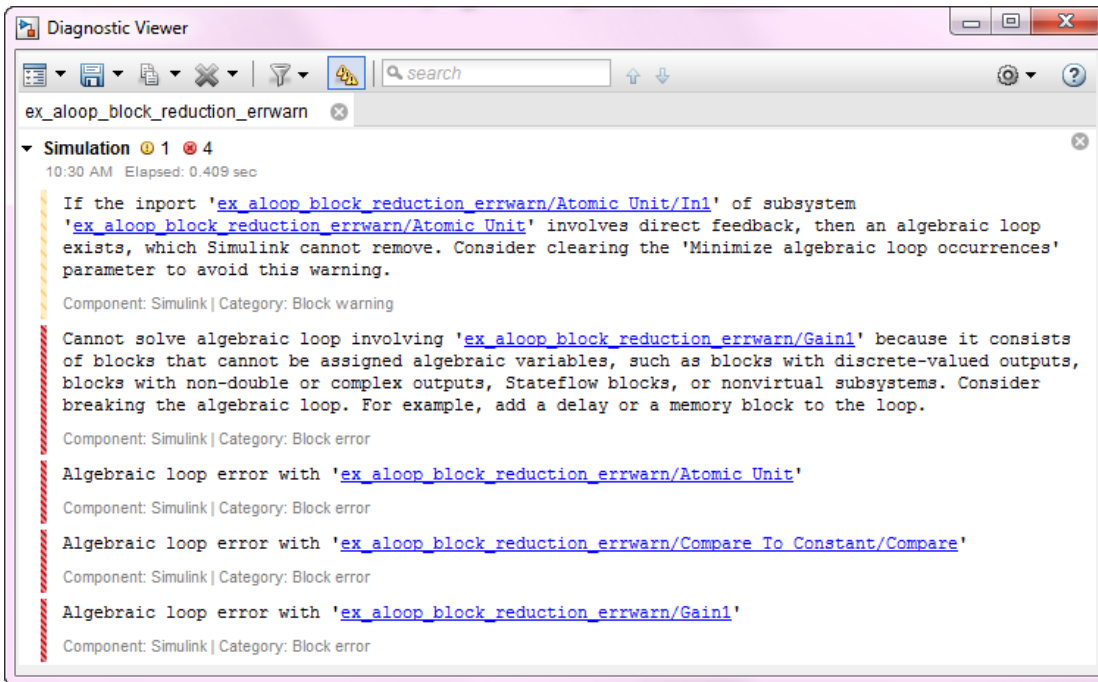 Diagnostic Viewer
search
ex_aloop_block_reduction_errwarn
Simulation 1 4
10:30 AM Elapsed: 0.409 sec
If the inport 'ex_aloop_block_reduction_errwarn/Atomic Unit/In1' of subsystem
'ex_aloop_block_reduction_errwarn/Atomic Unit' involves direct feedback, then an algebraic loop
exists, which Simulink cannot remove. Consider clearing the 'Minimize algebraic loop occurrences'
parameter to avoid this warning.
Component: Simulink | Category: Block warning
Cannot solve algebraic loop involving 'ex_aloop_block_reduction_errwarn/Gain1' because it consists
of blocks that cannot be assigned algebraic variables, such as blocks with discrete-valued outputs,
blocks with non-double or complex outputs, Stateflow blocks, or nonvirtual subsystems. Consider
breaking the algebraic loop. For example, add a delay or a memory block to the loop.
Component: Simulink | Category: Block error
Algebraic loop error with 'ex_aloop_block_reduction_errwarn/Atomic Unit'
Component: Simulink | Category: Block error
Algebraic loop error with 'ex_aloop_block_reduction_errwarn/Compare To Constant/Compare'
Component: Simulink | Category: Block error
Algebraic loop error with 'ex_aloop_block_reduction_errwarn/Gain1'
Component: Simulink | Category: Block error